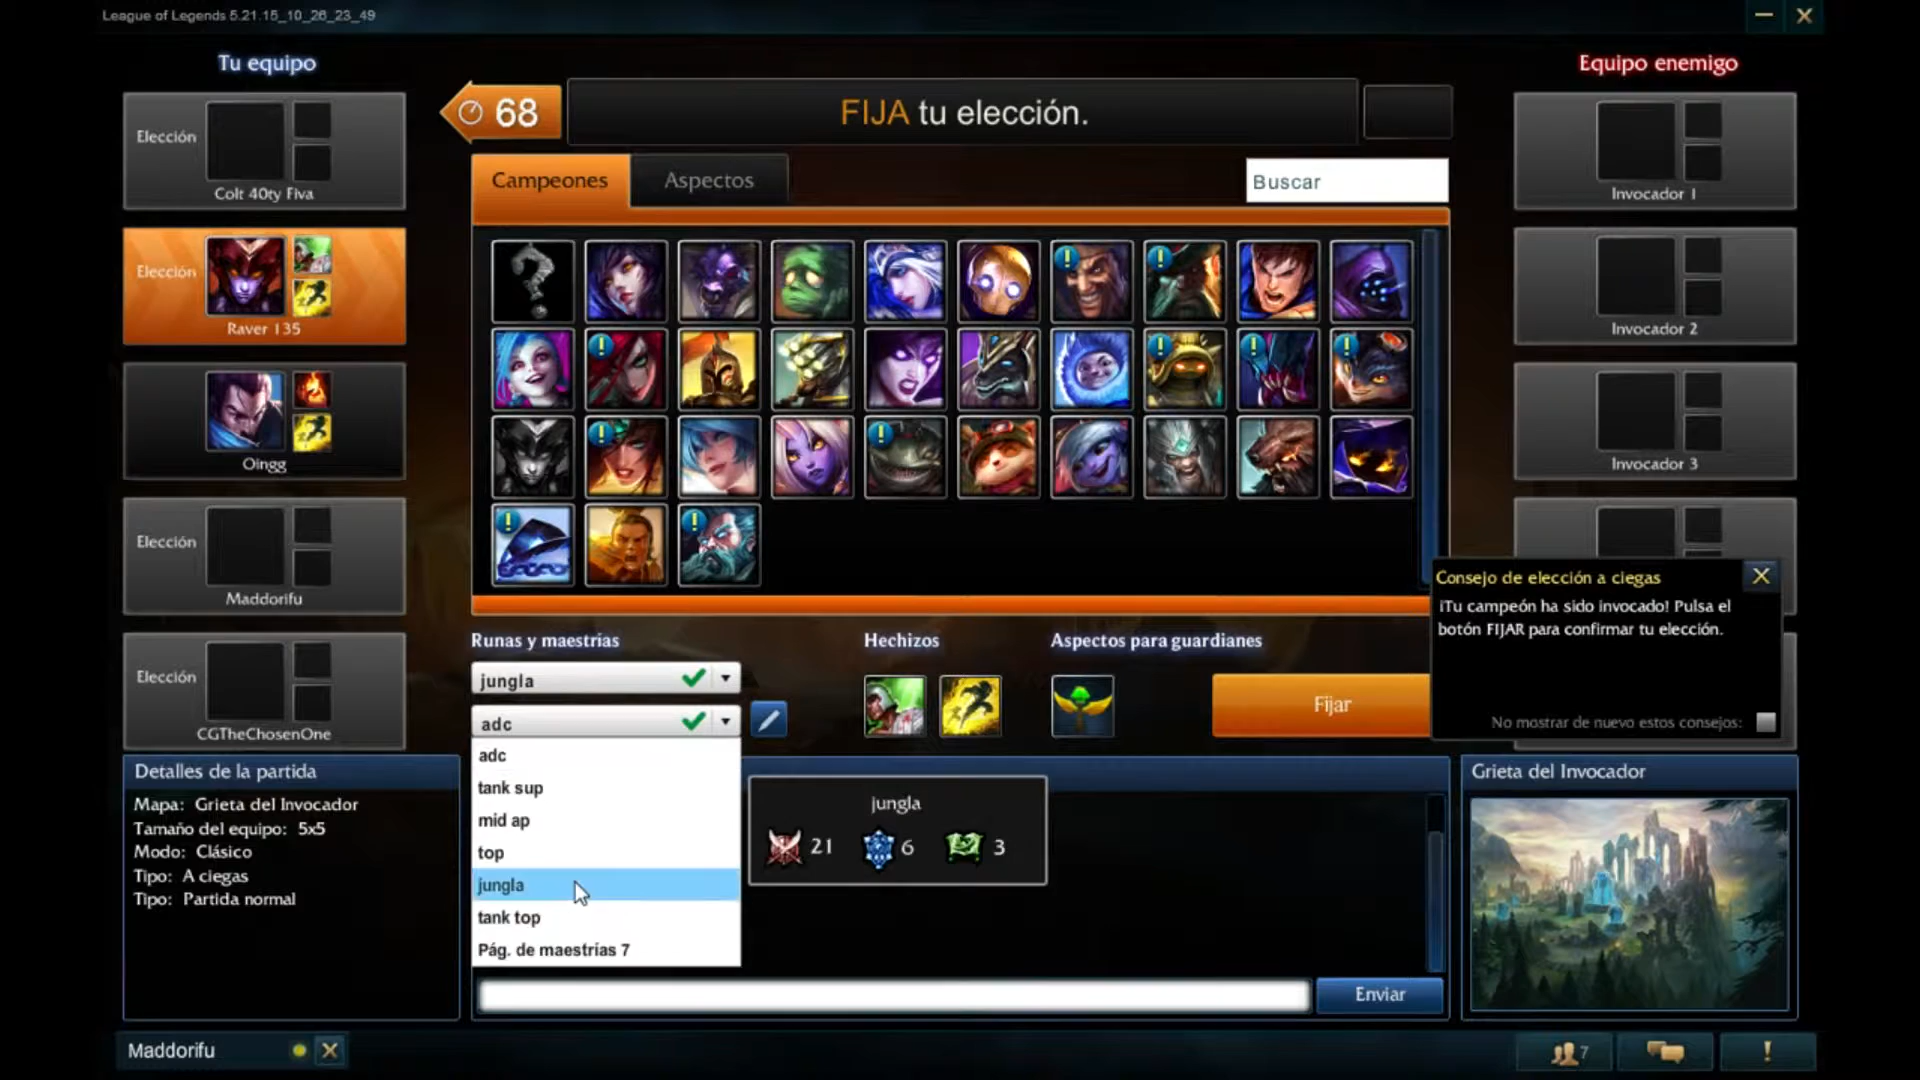 League of Legends 5.21.15_10_26_23_49
Tu equipo
Equipo enemigo
68
FIJA tu elección.
Campeones
Aspectos
Buscar
Elección
Colt 40ty Fiva
Elección
Raver 135
Oingg
Elección
Maddorifu
Elección
CGTheChosenOne
Invocador 1
Invocador 2
Invocador 3
Consejo de elección a ciegas
¡Tu campeón ha sido invocado! Pulsa el
botón FIJAR para confirmar tu elección.
No mostrar de nuevo estos consejos:
Runas y maestrías
Hechizos
Aspectos para guardianes
jungla
adc
Fijar
adc
tank sup
mid ap
top
jungla
tank top
Pág. de maestrías 7
jungla
21
6
3
Detalles de la partida
Mapa: Grieta del Invocador
Tamaño del equipo: 5x5
Modo: Clásico
Tipo: A ciegas
Tipo: Partida normal
Grieta del Invocador
Enviar
Maddorifu
7